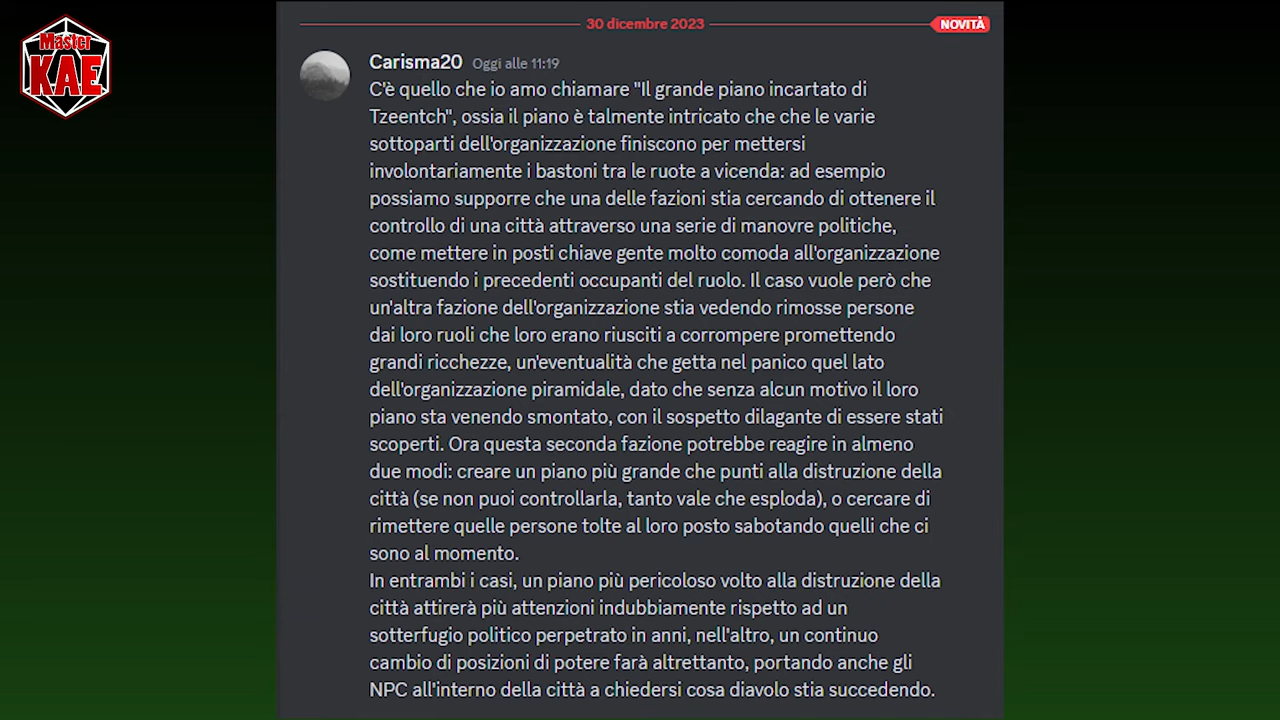 Master
KAE
30 dicembre 2023
NOVITÀ
Carisma20 Oggi alle 11:19
C'è quello che io amo chiamare "Il grande piano incartato di
Tzeentch", ossia il piano è talmente intricato che che le varie
sottoparti dell'organizzazione finiscono per mettersi
involontariamente i bastoni tra le ruote a vicenda: ad esempio
possiamo supporre che una delle fazioni stia cercando di ottenere il
controllo di una città attraverso una serie di manovre politiche,
come mettere in posti chiave gente molto comoda all'organizzazione
sostituendo i precedenti occupanti del ruolo. Il caso vuole però che
un'altra fazione dell'organizzazione stia vedendo rimosse persone
dai loro ruoli che loro erano riusciti a corrompere promettendo
grandi ricchezze, un'eventualità che getta nel panico quel lato
dell'organizzazione piramidale, dato che senza alcun motivo il loro
piano sta venendo smontato, con il sospetto dilagante di essere stati
scoperti. Ora questa seconda fazione potrebbe reagire in almeno
due modi: creare un piano più grande che punti alla distruzione della
città (se non puoi controllarla, tanto vale che esploda), o cercare di
rimettere quelle persone tolte al loro posto sabotando quelli che ci
sono al momento.
In entrambi i casi, un piano più pericoloso volto alla distruzione della
città attirerà più attenzioni indubbiamente rispetto ad un
sotterfugio politico perpetrato in anni, nell'altro, un continuo
cambio di posizioni di potere farà altrettanto, portando anche gli
NPC all'interno della città a chiedersi cosa diavolo stia succedendo.